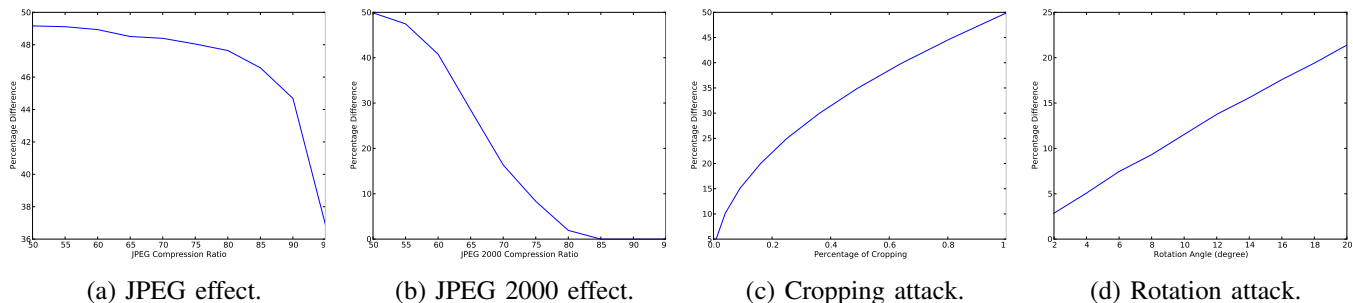 50
48
46
44
42
40
38
36
Percentage Difference
50 55 60 65 70 75 80 85 90 9
JPEG Compression Ratio
(a) JPEG effect.
50
40
30
20
10
0
Percentage Difference
50 55 60 65 70 75 80 85 90 9
JPEG 2000 Compression Ratio
(b) JPEG 2000 effect.
50
45
40
35
30
25
20
15
10
5
Percentage Difference
0.0 0.2 0.4 0.6 0.8 1
Percentage of Cropping
(c) Cropping attack.
25
20
15
10
5
0
Percentage Difference
2 4 6 8 10 12 14 16 18 20
Rotation Angle (degree)
(d) Rotation attack.